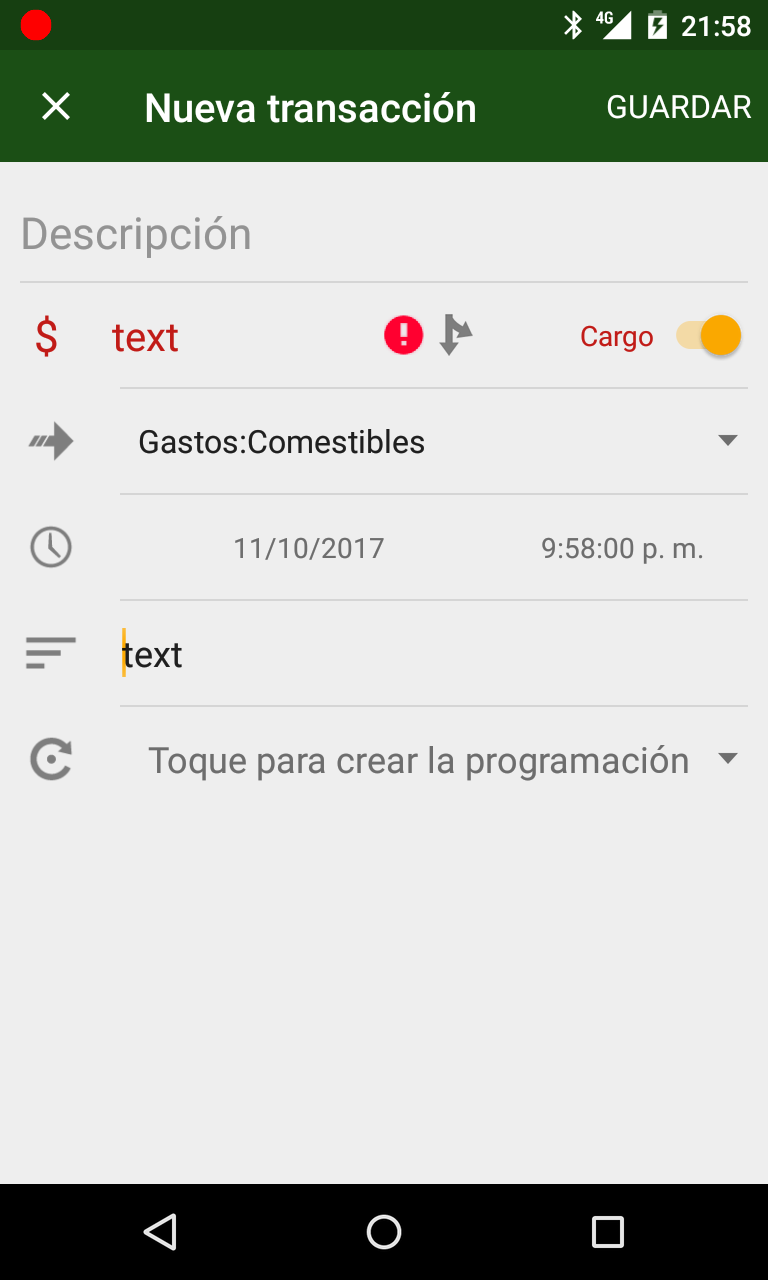 4G 21:58
Nueva transacción GUARDAR
Descripción
$ text Cargo
Gastos:Comestibles
11/10/2017 9:58:00 p. m.
text
Toque para crear la programación